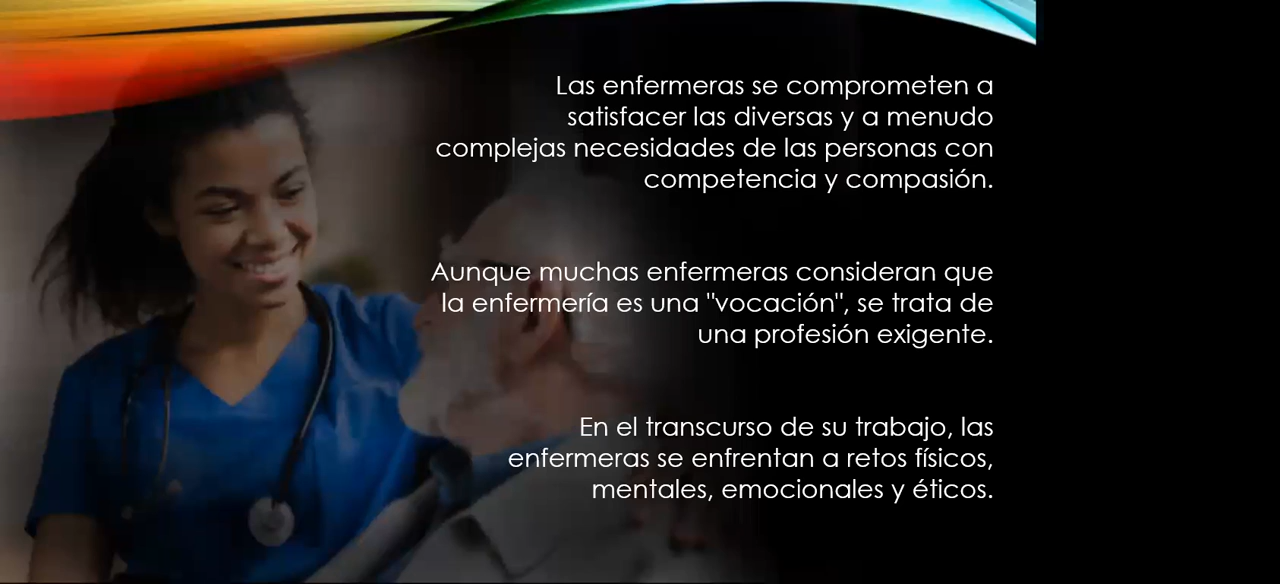 Las enfermeras se comprometen a
satisfacer las diversas y a menudo
complejas necesidades de las personas con
competencia y compasión.
Aunque muchas enfermeras consideran que
la enfermería es una "vocación", se trata de
una profesión exigente.
En el transcurso de su trabajo, las
enfermeras se enfrentan a retos físicos,
mentales, emocionales y éticos.